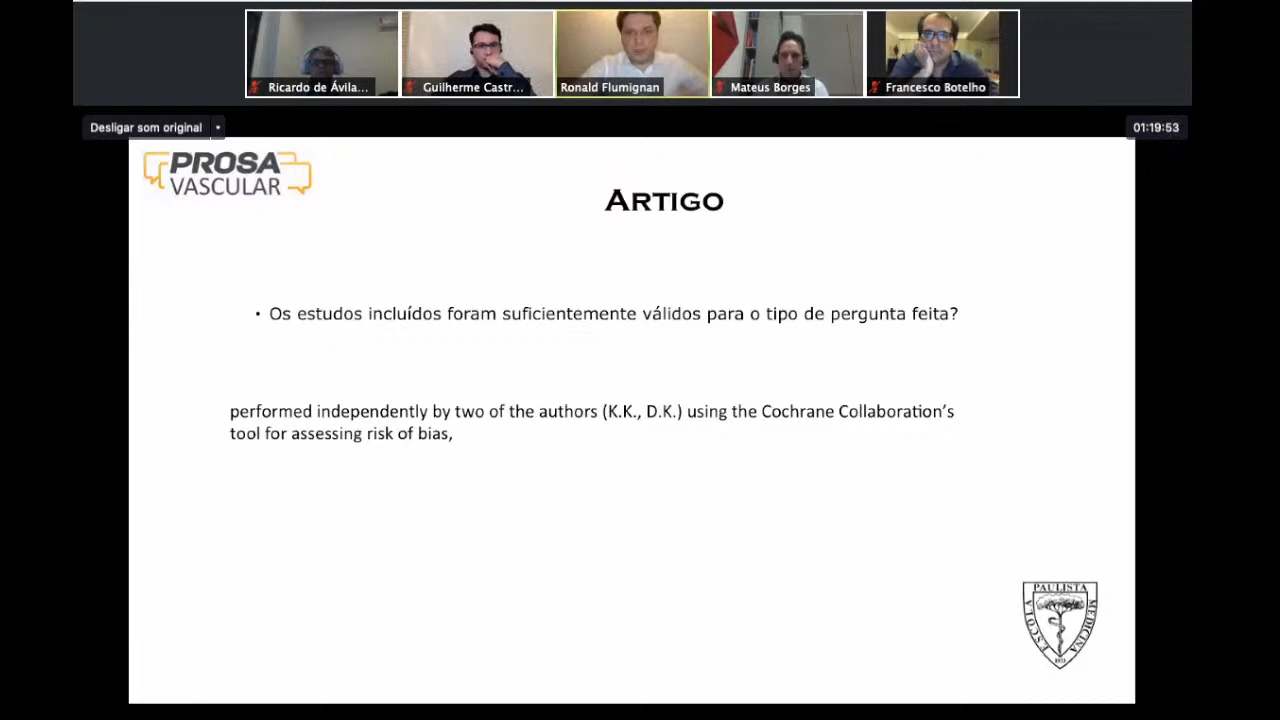 Ricardo de Ávila...
Guilherme Castr...
Ronald Flumignan
Mateus Borges
Francesco Botelho
Desligar som original
01:19:53
PROSA
VASCULAR
ARTIGO
• Os estudos incluídos foram suficientemente válidos para o tipo de pergunta feita?
performed independently by two of the authors (K.K., D.K.) using the Cochrane Collaboration's
tool for assessing risk of bias,
ESCOLA PAULISTA MEDICINA
1933